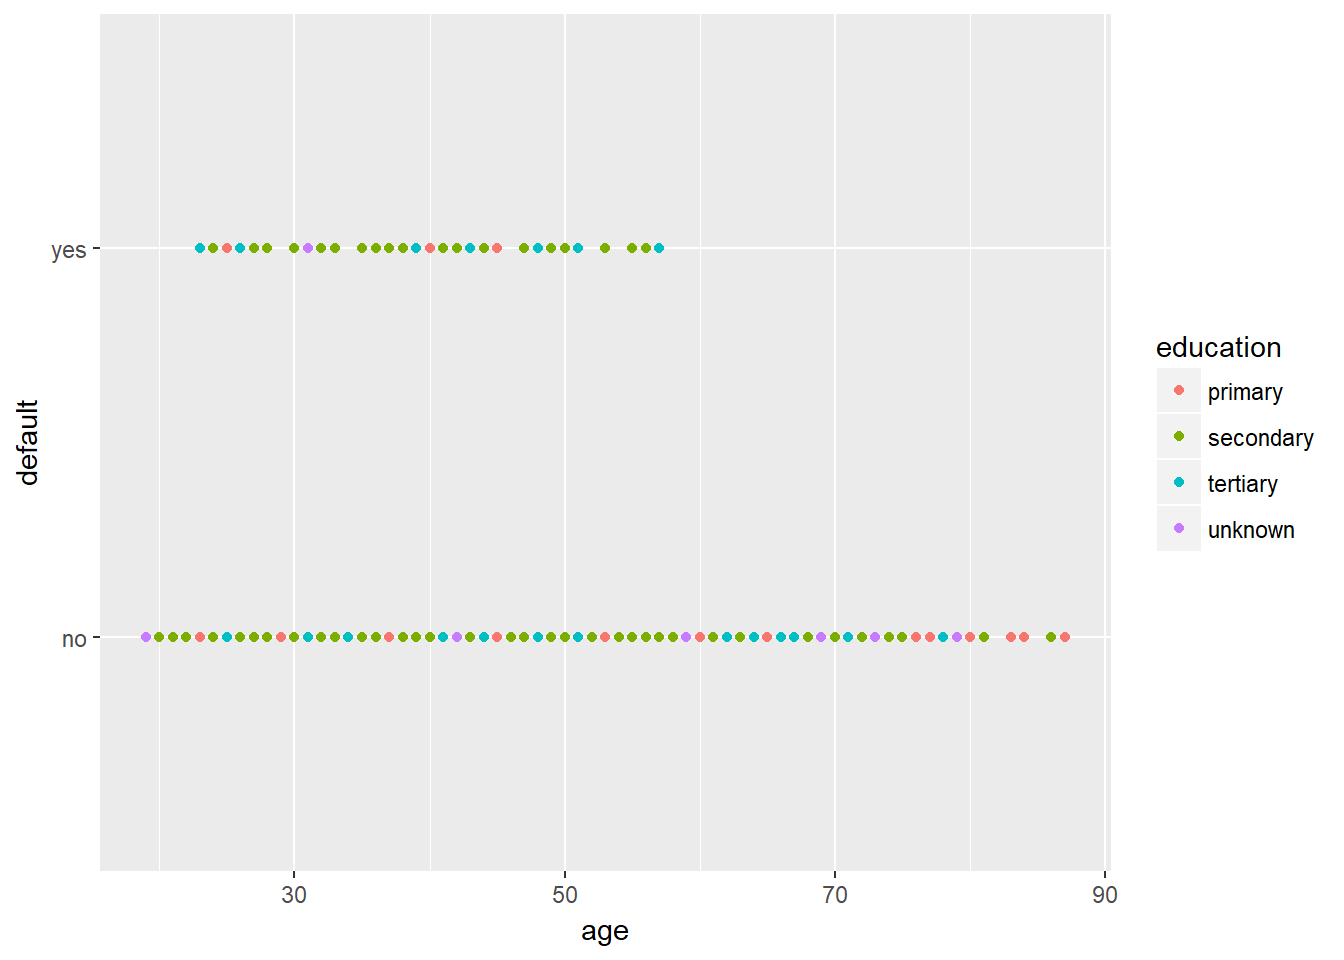 yes
no
default
30
50
70
90
age
education
primary
secondary
tertiary
unknown